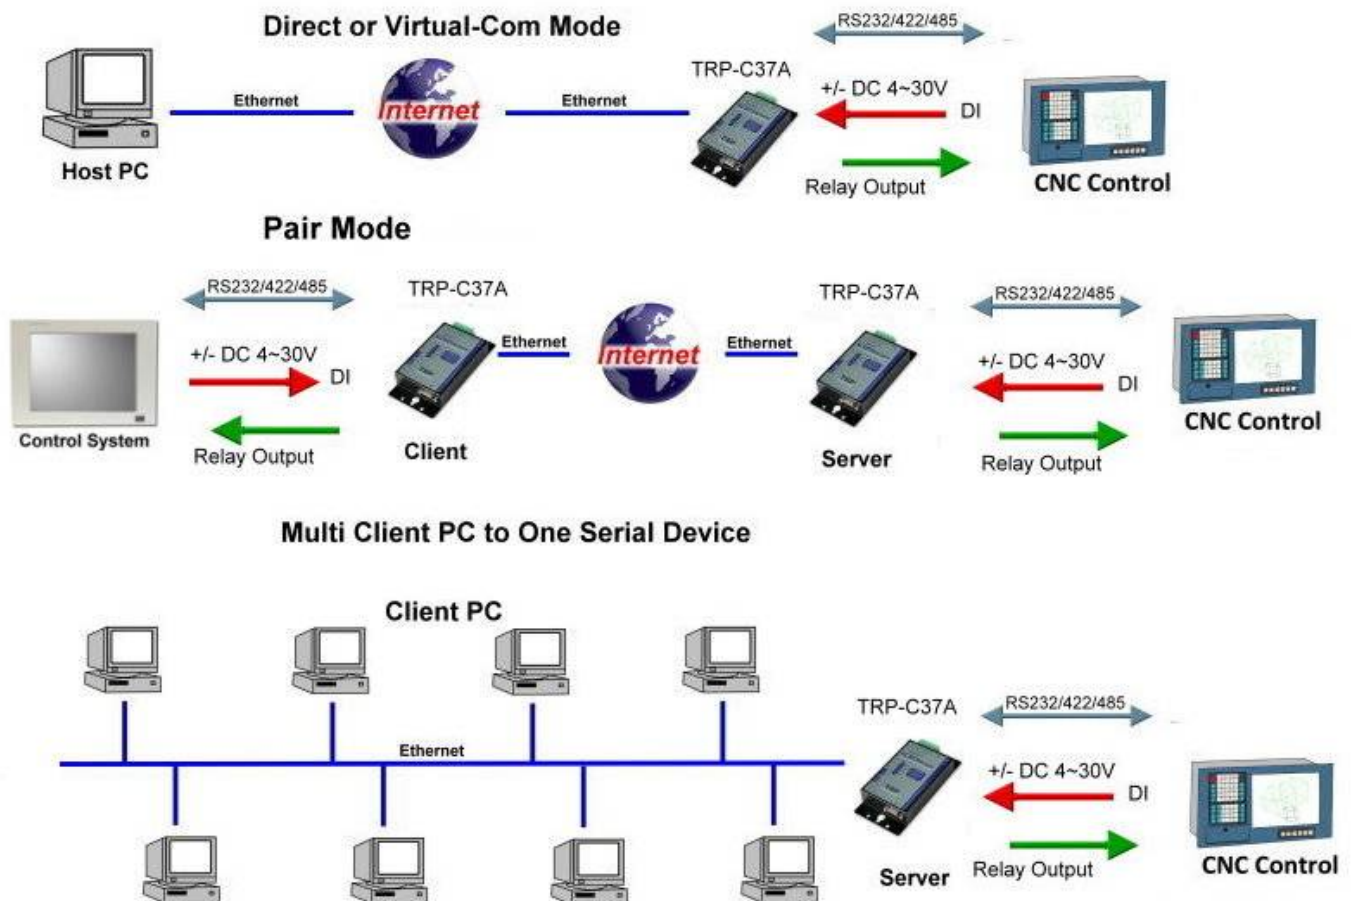 Direct or Virtual-Com Mode
RS232/422/485
TRP-C37A
+/- DC 4~30V
DI
Ethernet
Internet
Ethernet
Relay Output
Host PC
CNC Control
Pair Mode
RS232/422/485
TRP-C37A
TRP-C37A
RS232/422/485
Ethernet
Internet
Ethernet
+/- DC 4~30V
DI
+/- DC 4~30V
DI
Control System
Relay Output
Client
Server
Relay Output
CNC Control
Multi Client PC to One Serial Device
Client PC
TRP-C37A
RS232/422/485
Ethernet
+/- DC 4~30V
DI
Server
Relay Output
CNC Control